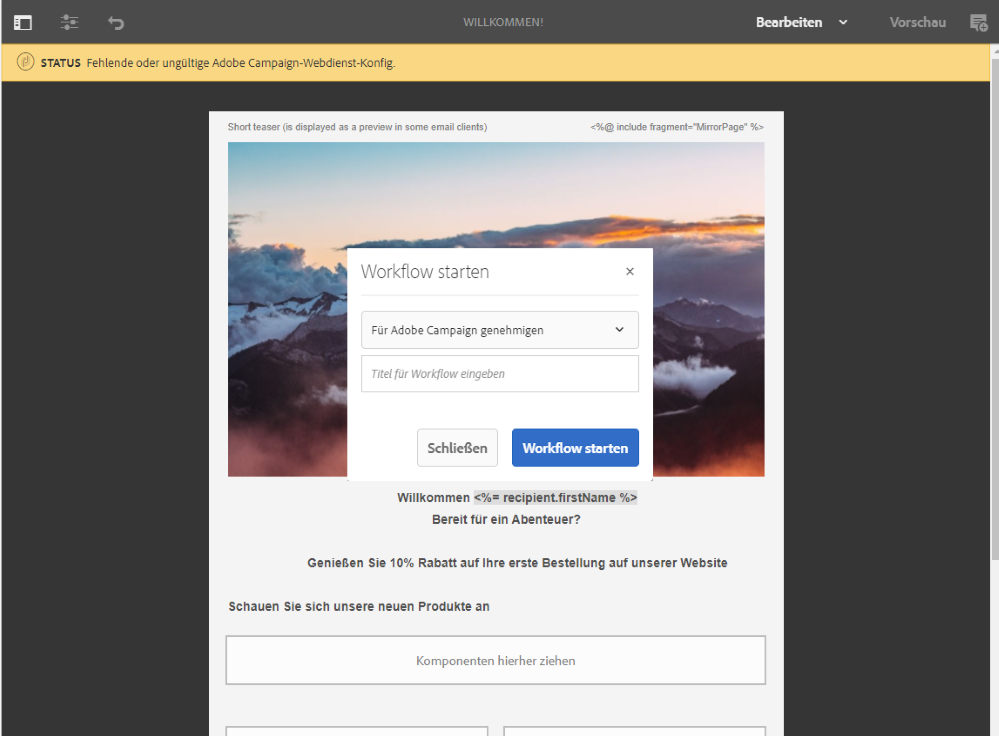 WILLKOMMEN!
Bearbeiten
Vorschau
STATUS Fehlende oder ungültige Adobe Campaign-Webdienst-Konfig.
Short teaser (is displayed as a preview in some email clients)
<%@ include fragment="MirrorPage" %>
Workflow starten
Für Adobe Campaign genehmigen
Titel für Workflow eingeben
Schließen
Workflow starten
Willkommen <%= recipient.firstName %>
Bereit für ein Abenteuer?
Genießen Sie 10% Rabatt auf Ihre erste Bestellung auf unserer Website
Schauen Sie sich unsere neuen Produkte an
Komponenten hierher ziehen